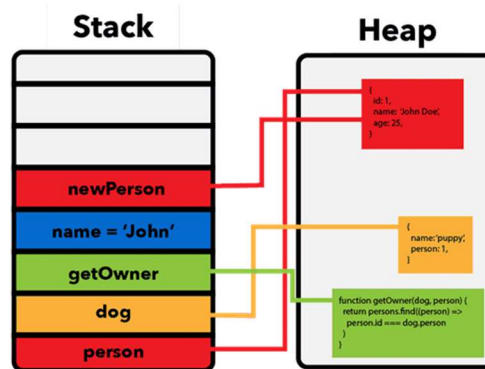 Stack
Heap
{
id: 1,
name: 'John Doe',
age: 25,
}
newPerson
name = 'John'
getOwner
dog
person
{
name:'puppy',
person: 1,
}
function getOwner(dog, person) {
return persons.find((person) =>
person.id === dog.person
)
}